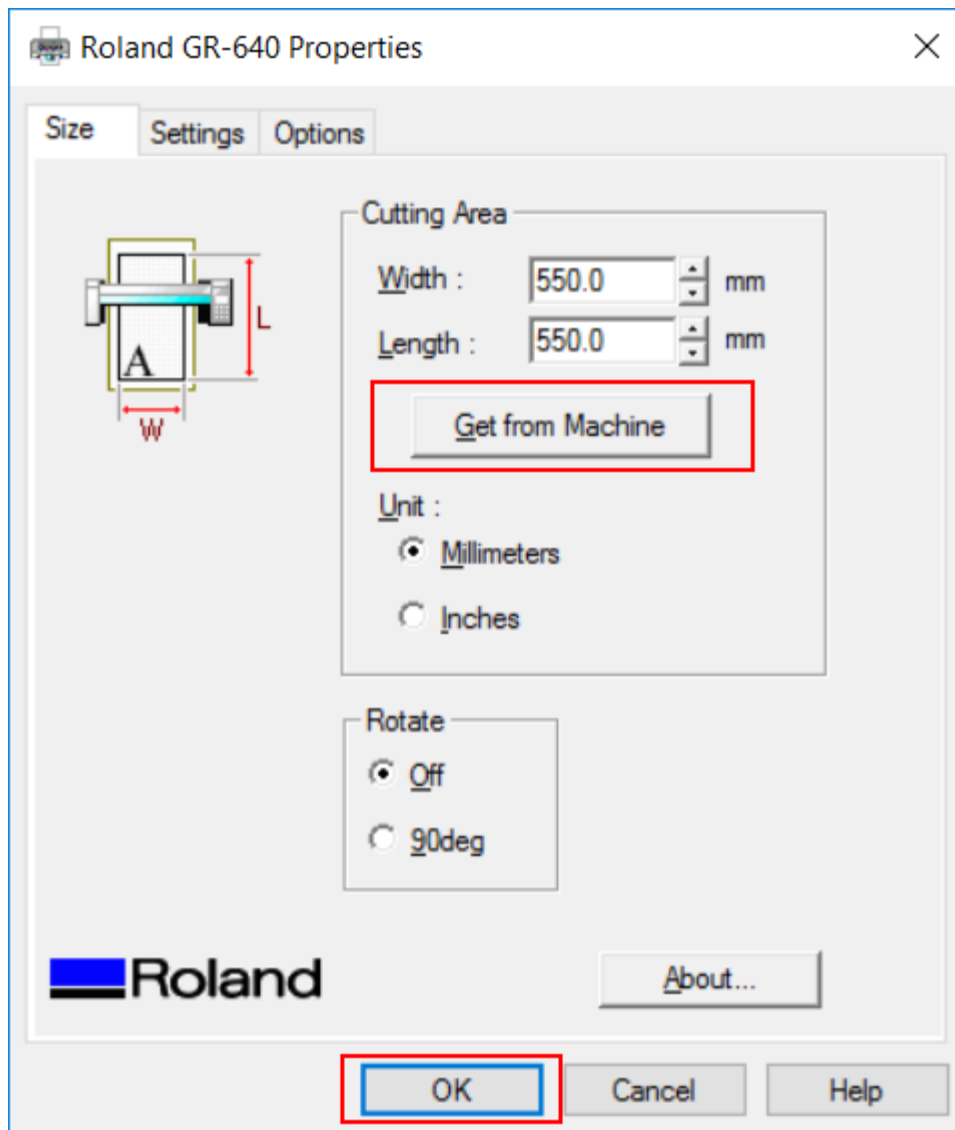 Roland GR-640 Properties
Size Settings Options
Cutting Area
Width : 550.0 mm
Length : 550.0 mm
L
A
W
Get from Machine
Unit :
Millimeters
Inches
Rotate
Off
90deg
Roland
About...
OK Cancel Help